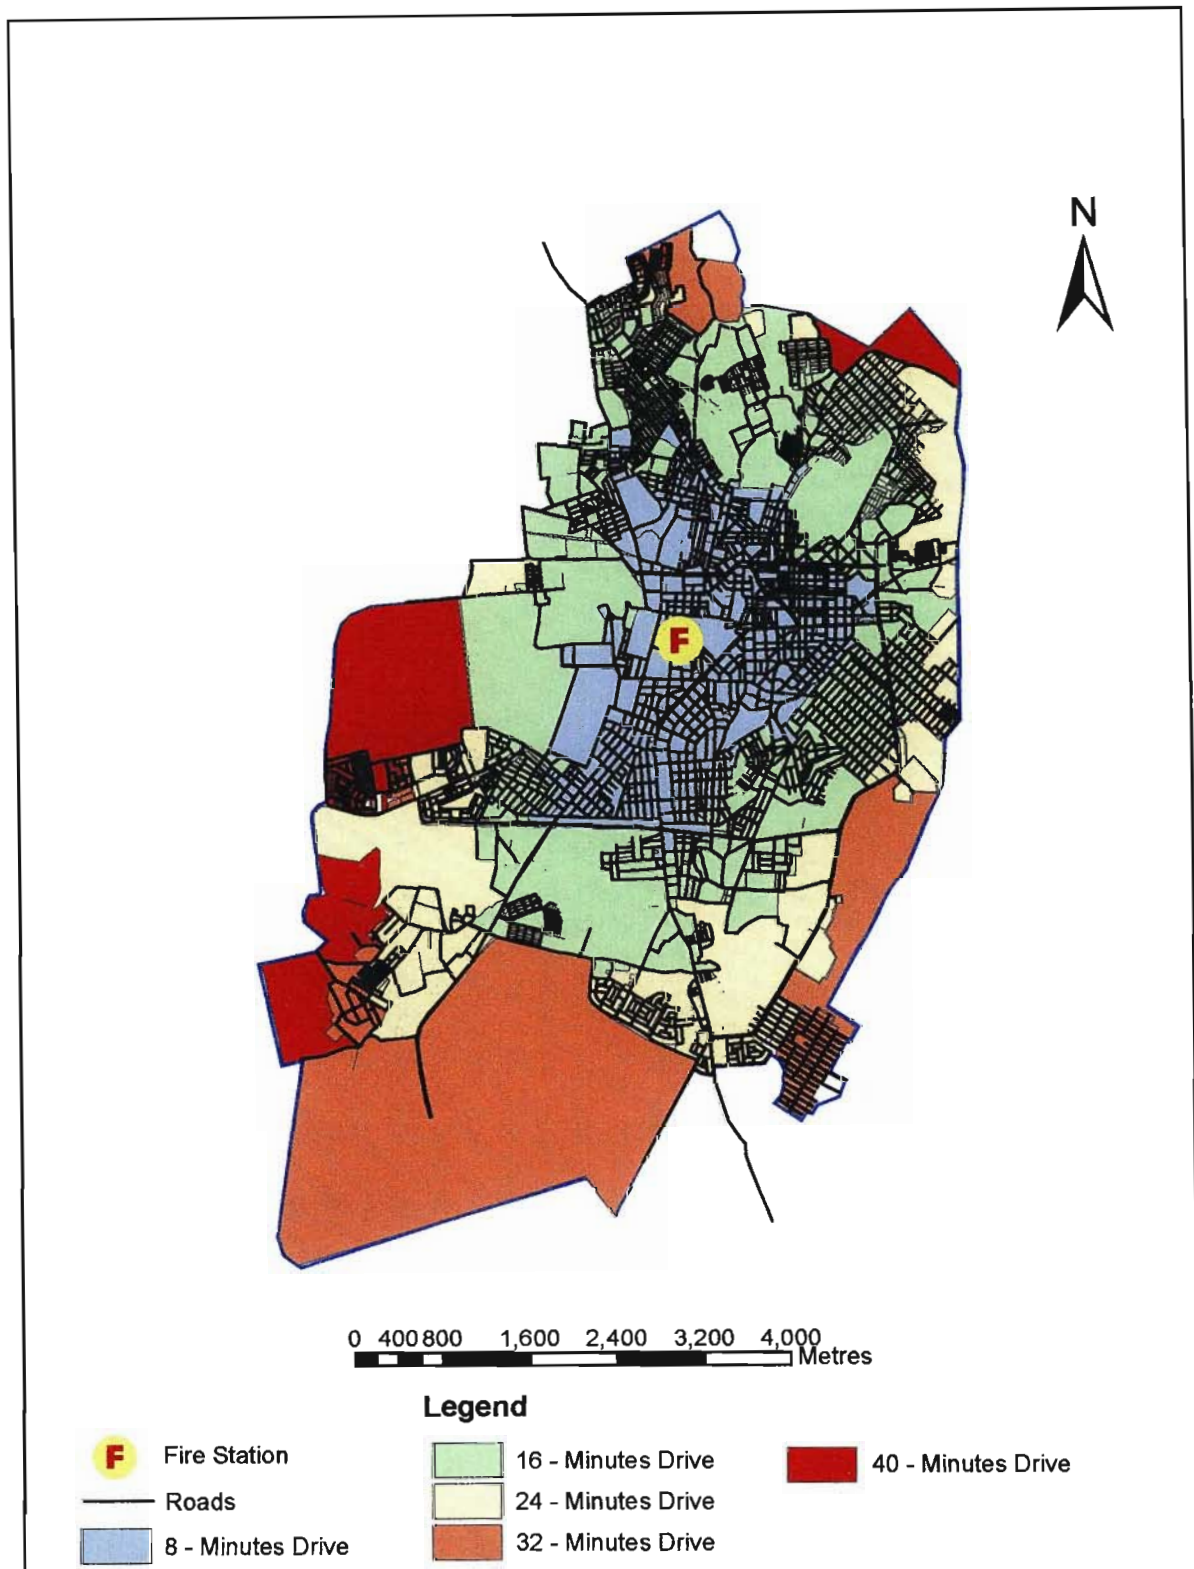 N
F
0 400 800 1,600 2,400 3,200 4,000
Metres
Legend
F Fire Station
Roads
8 - Minutes Drive
16 - Minutes Drive
24 - Minutes Drive
32 - Minutes Drive
40 - Minutes Drive